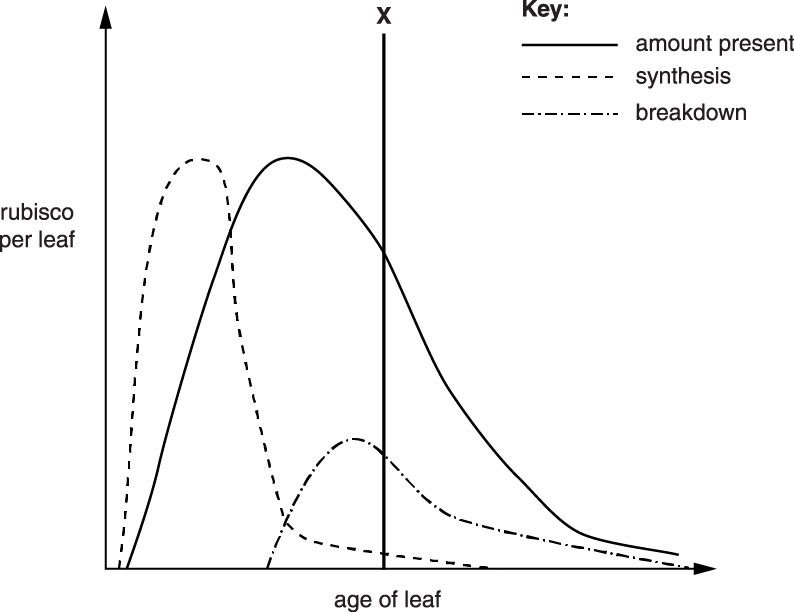 X
Key:
amount present
synthesis
breakdown
rubisco
per leaf
age of leaf